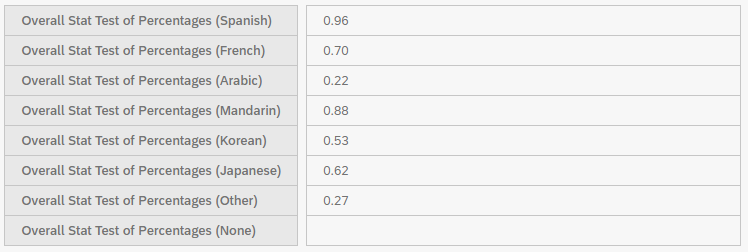 Overall Stat Test of Percentages (Spanish) 0.96
Overall Stat Test of Percentages (French) 0.70
Overall Stat Test of Percentages (Arabic) 0.22
Overall Stat Test of Percentages (Mandarin) 0.88
Overall Stat Test of Percentages (Korean) 0.53
Overall Stat Test of Percentages (Japanese) 0.62
Overall Stat Test of Percentages (Other) 0.27
Overall Stat Test of Percentages (None)